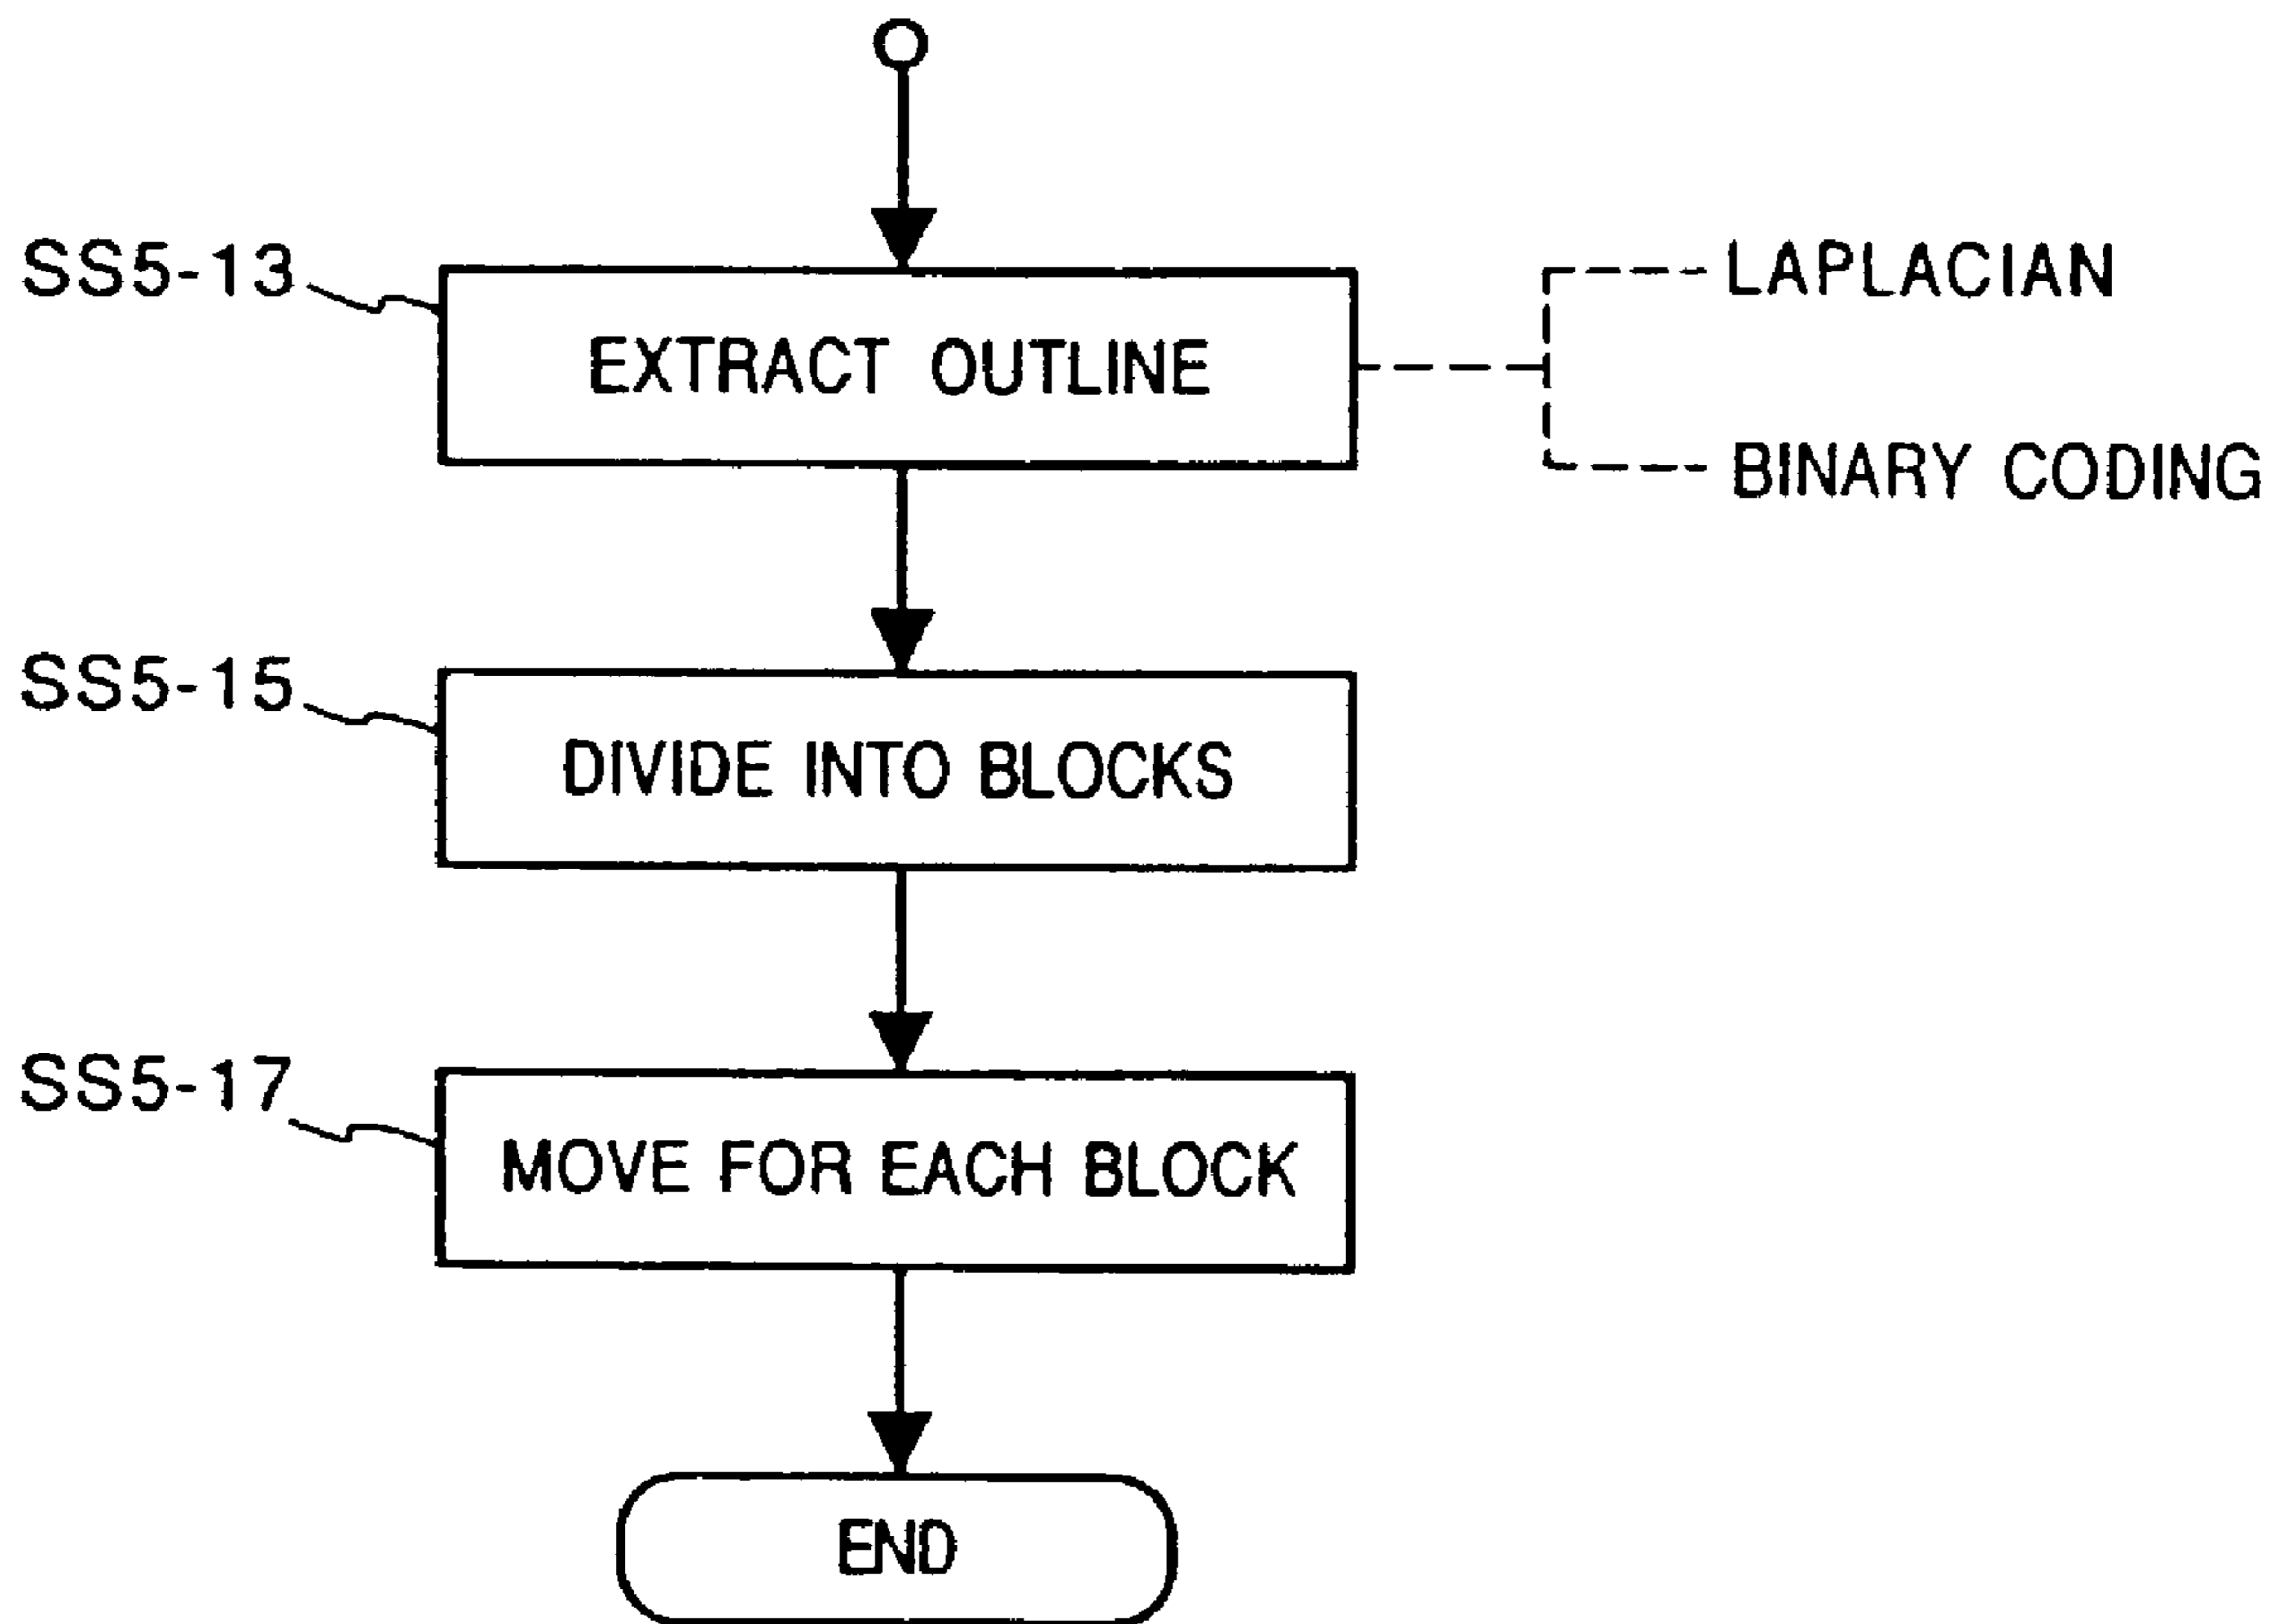 SS5-13
EXTRACT OUTLINE
LAPLACIAN
BINARY CODING
SS5-15
DIVIDE INTO BLOCKS
SS5-17
MOVE FOR EACH BLOCK
END